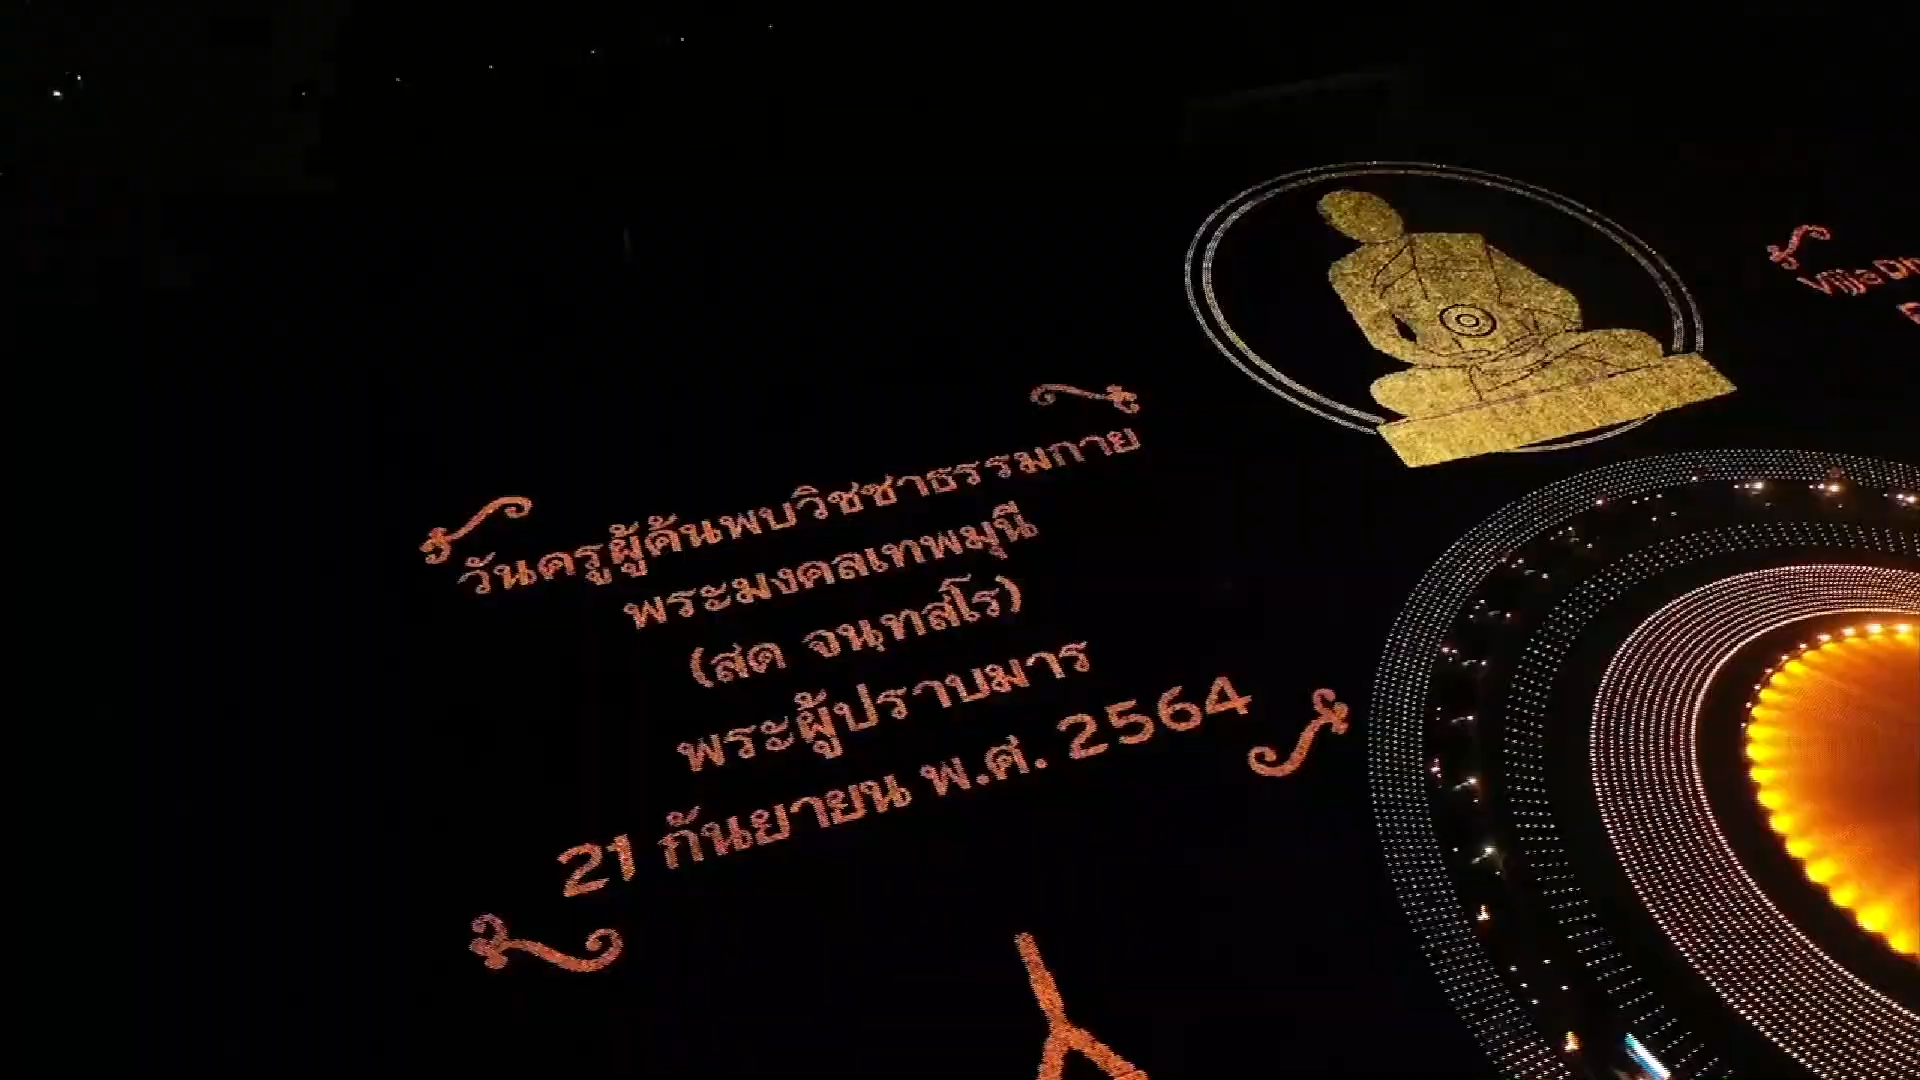 วันครูผู้ค้นพบวิชชาธรรมกาย
พระมงคลเทพมุนี
(สด จนฺทสโร)
พระผู้ปราบมาร
21 กันยายน พ.ศ. 2564
Vijja